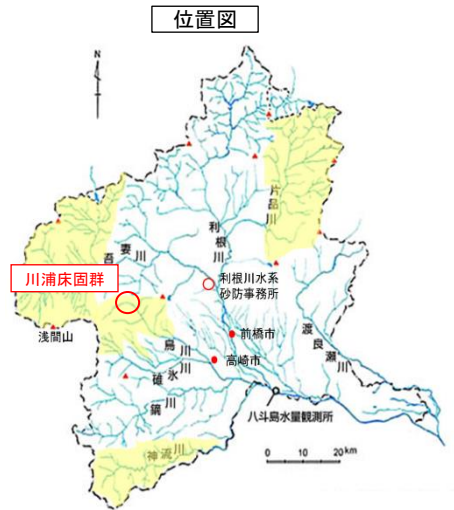 位置図
N
片品川
利根川
吾妻川
川浦床固群
利根川水系
砂防事務所
浅間山
前橋市
渡良瀬川
烏川
高崎市
碓氷川
鏑川
八斗島水量観測所
神流川
0 10 20km